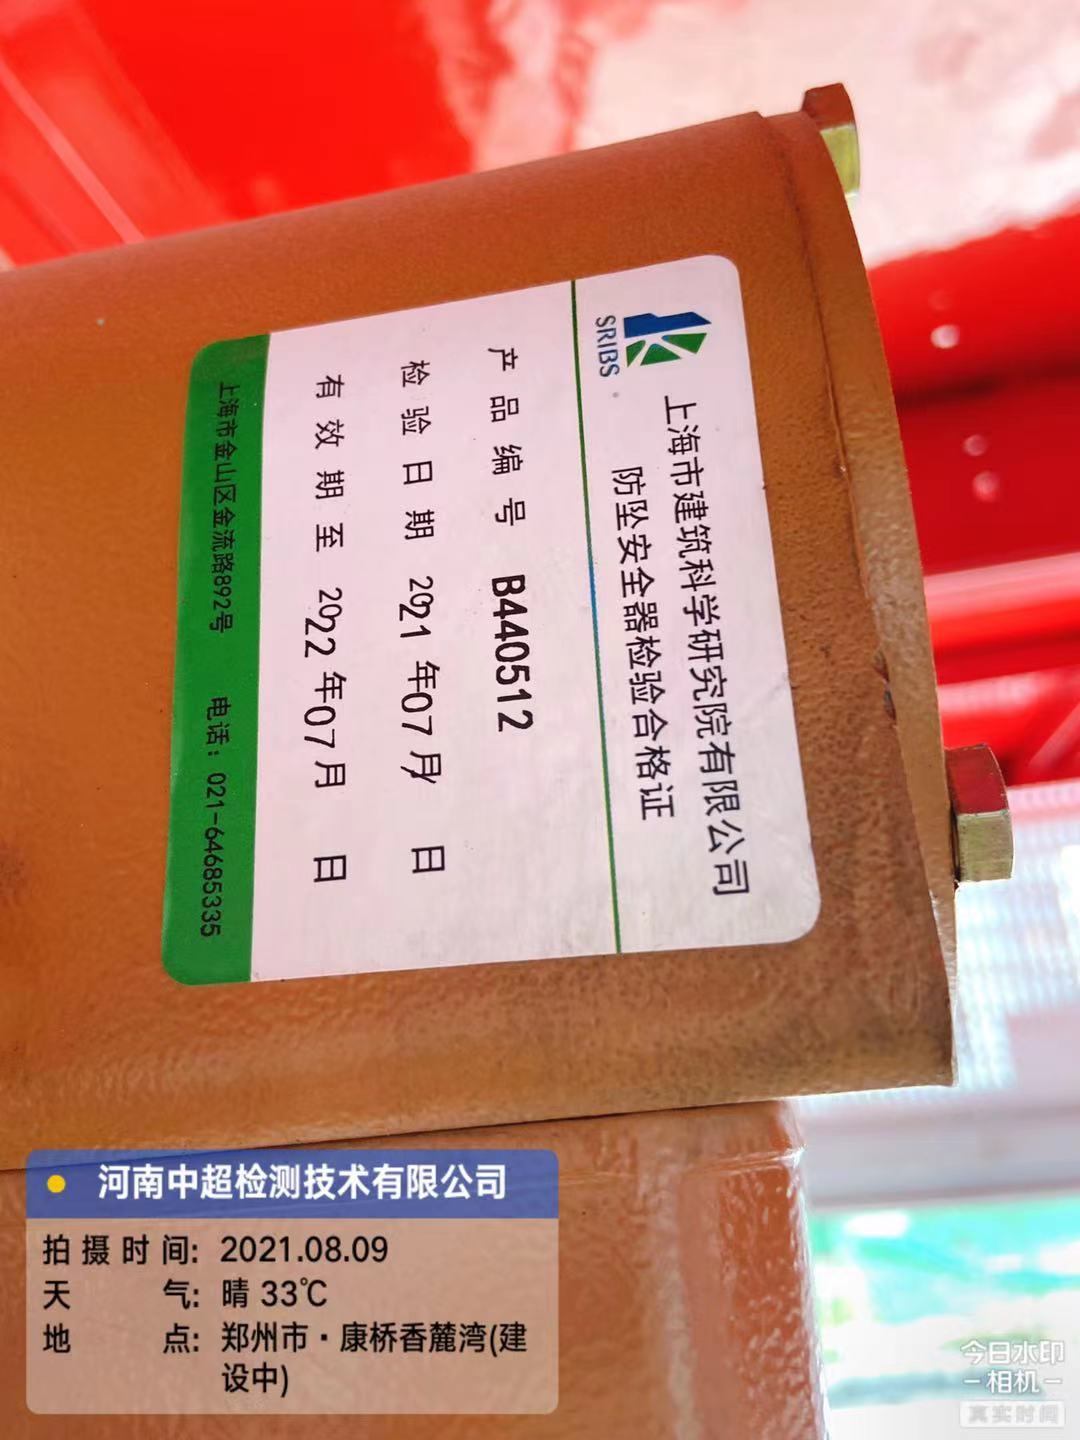 SRIBS
上海市建筑科学研究院有限公司
防坠安全器检验合格证
产品编号 B440512
检验日期 2021年07月 日
有效期至 2022年07月 日
上海市金山区金流路892号 电话：021-64685335
河南中超检测技术有限公司
拍摄时间: 2021.08.09
天气: 晴 33℃
地点: 郑州市·康桥香麓湾(建
设中)
今日水印
相机
真实时间